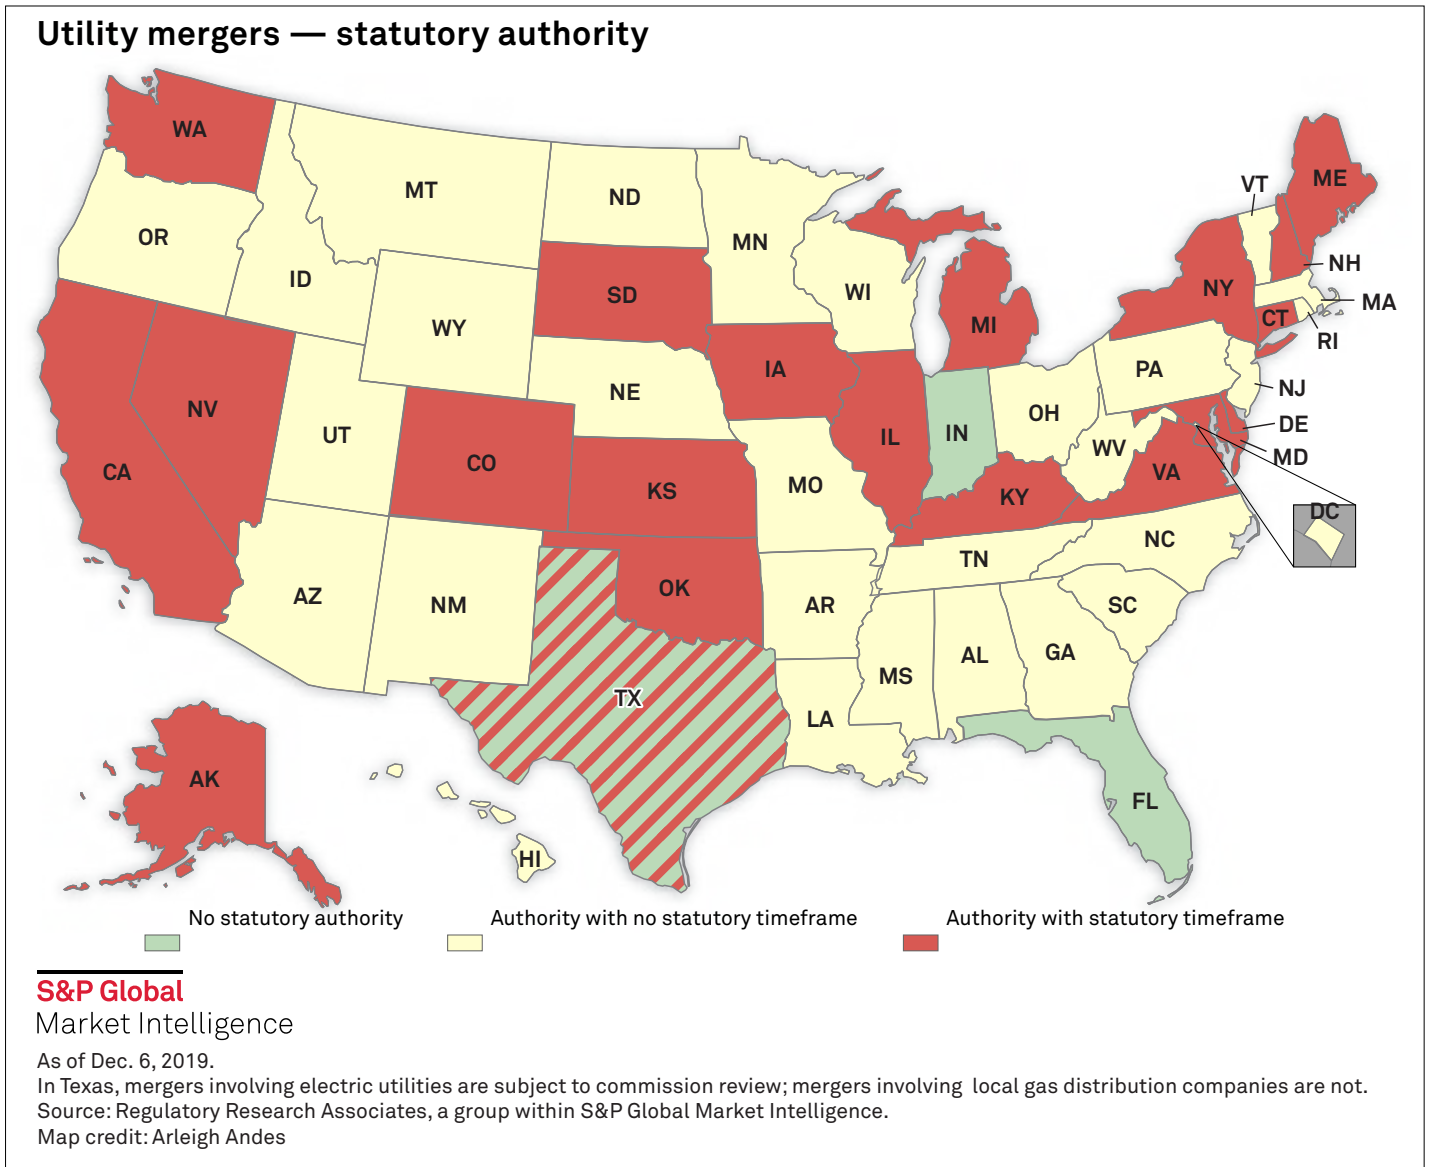 Utility mergers — statutory authority
WA
ME
VT
MT
ND
OR
MN
NH
ID
SD
WI
NY
MA
WY
MI
CT
RI
IA
PA
NJ
NE
NV
OH
DE
UT
IL
IN
WV
MD
CO
CA
VA
KS
MO
KY
DC
NC
TN
OK
AZ
NM
AR
SC
GA
AL
MS
TX
LA
AK
FL
HI
No statutory authority
Authority with no statutory timeframe
Authority with statutory timeframe
S&P Global
Market Intelligence
As of Dec. 6, 2019.
In Texas, mergers involving electric utilities are subject to commission review; mergers involving local gas distribution companies are not.
Source: Regulatory Research Associates, a group within S&P Global Market Intelligence.
Map credit: Arleigh Andes